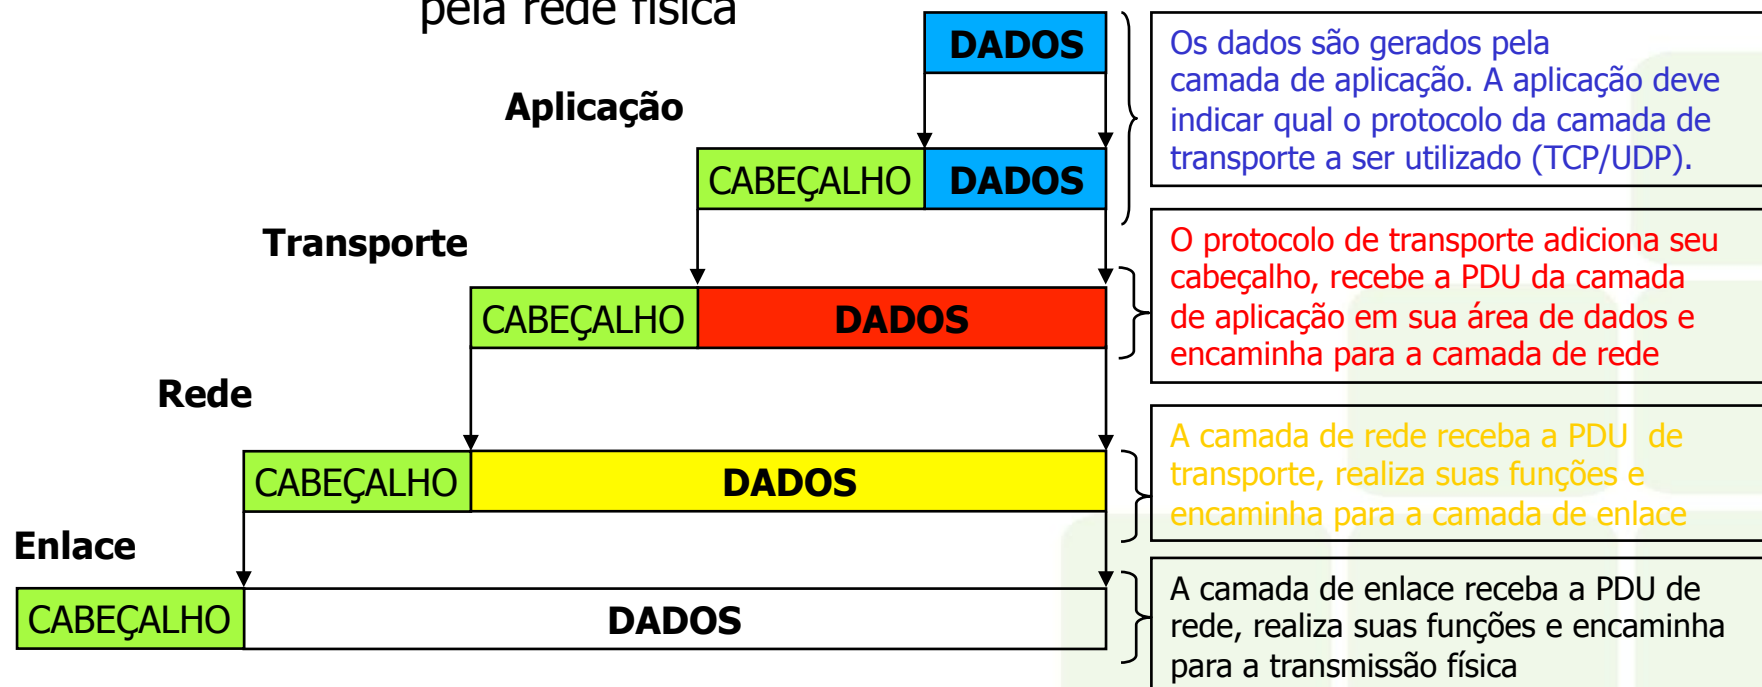 pela rede física
DADOS
Os dados são gerados pela
camada de aplicação. A aplicação deve
indicar qual o protocolo da camada de
transporte a ser utilizado (TCP/UDP).
Aplicação
CABEÇALHO DADOS
Transporte
O protocolo de transporte adiciona seu
cabeçalho, recebe a PDU da camada
de aplicação em sua área de dados e
encaminha para a camada de rede
CABEÇALHO DADOS
Rede
A camada de rede receba a PDU de
transporte, realiza suas funções e
encaminha para a camada de enlace
CABEÇALHO DADOS
Enlace
A camada de enlace receba a PDU de
rede, realiza suas funções e encaminha
para a transmissão física
CABEÇALHO DADOS